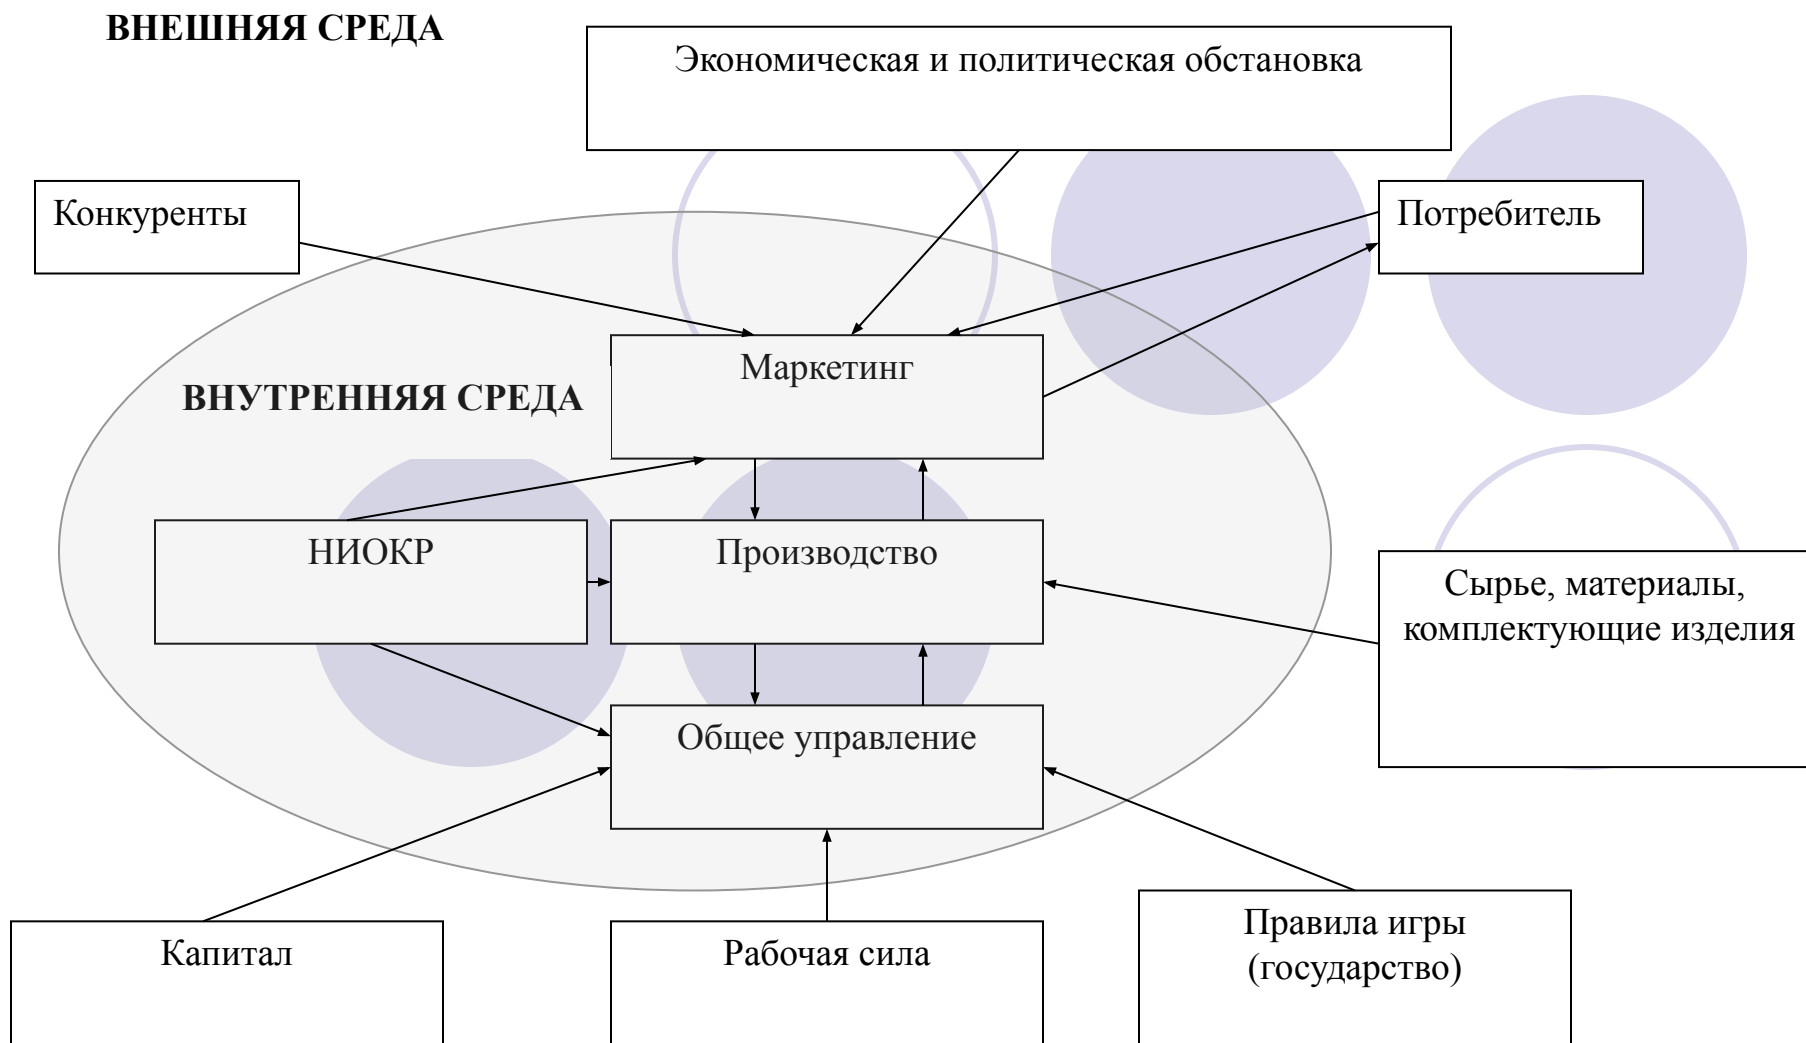 ВНЕШНЯЯ СРЕДА
Экономическая и политическая обстановка
Конкуренты
Потребитель
Маркетинг
ВНУТРЕННЯЯ СРЕДА
НИОКР
Производство
Сырье, материалы,
комплектующие изделия
Общее управление
Капитал
Рабочая сила
Правила игры
(государство)